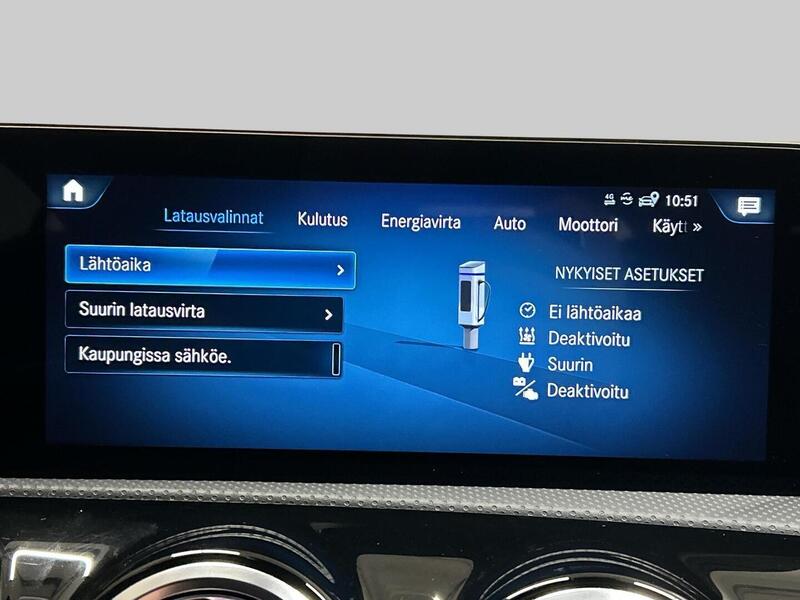 4G 10:51
Latausvalinnat Kulutus Energiavirta Auto Moottori Käytt »
Lähtöaika
Suurin latausvirta
Kaupungissa sähköe.
NYKYISET ASETUKSET
Ei lähtöaikaa
Deaktivoitu
Suurin
Deaktivoitu